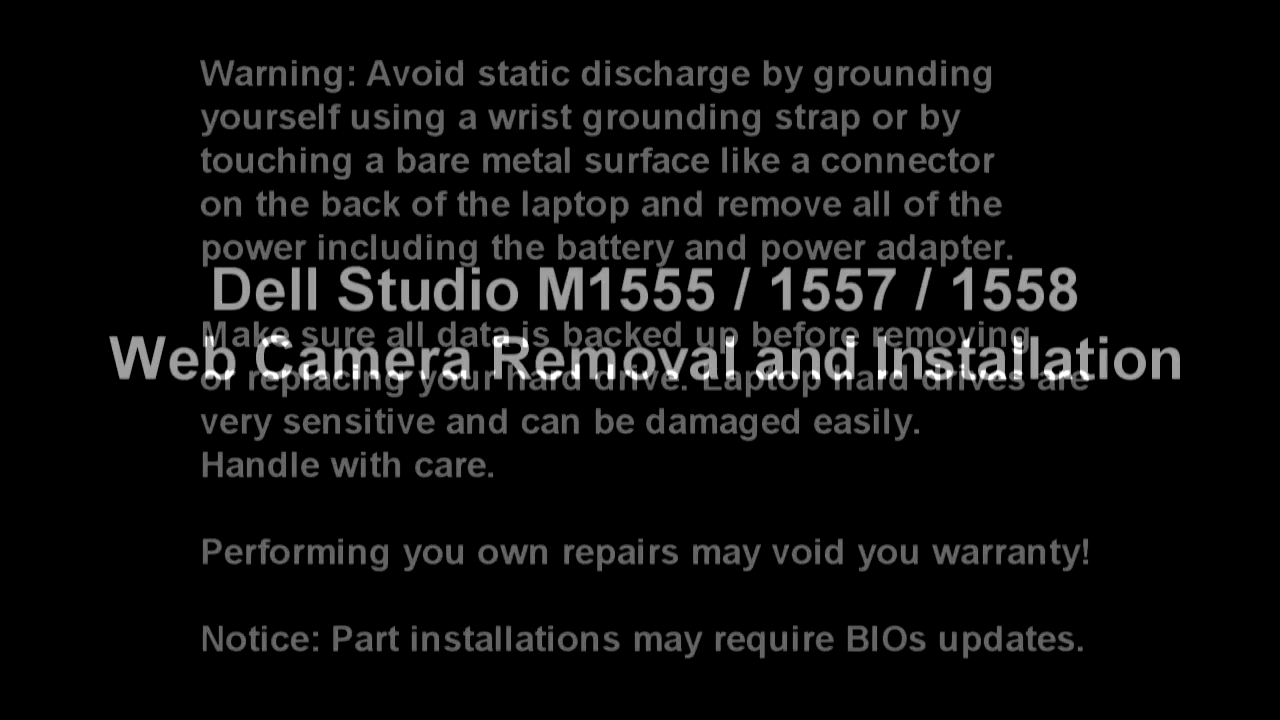 Warning: Avoid static discharge by grounding
yourself using a wrist grounding strap or by
touching a bare metal surface like a connector
on the back of the laptop and remove all of the
power including the battery and power adapter.
Dell Studio M1555 / 1557 / 1558
Make sure all data is backed up before removing
Web Camera Removal and Installation
or replacing your hard drive. Laptop hard drives are
very sensitive and can be damaged easily.
Handle with care.
Performing you own repairs may void you warranty!
Notice: Part installations may require BIOs updates.